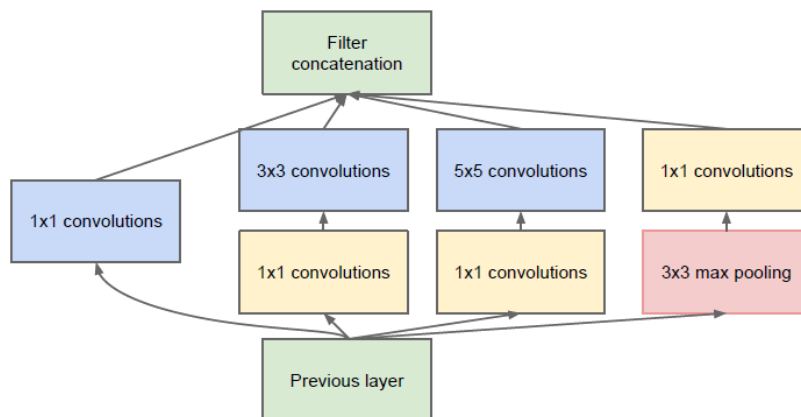 Filter
concatenation
3x3 convolutions
5x5 convolutions
1x1 convolutions
1x1 convolutions
1x1 convolutions
1x1 convolutions
3x3 max pooling
Previous layer